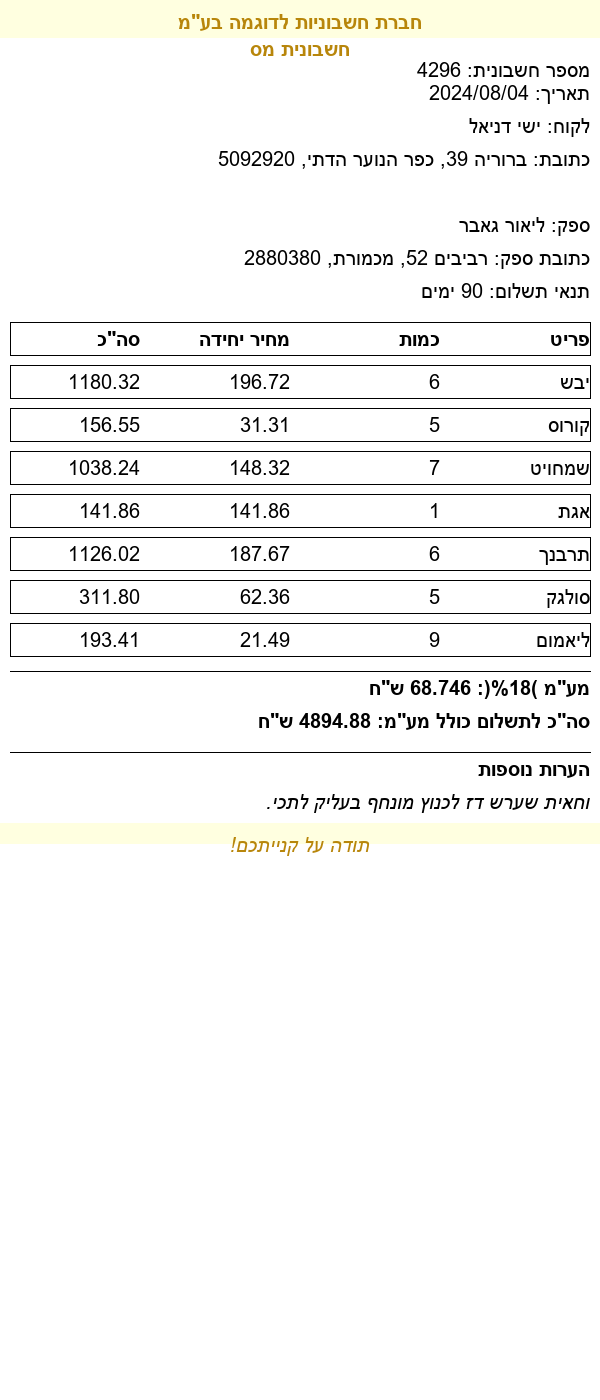 חברת חשבוניות לדוגמה בע"מ
חשבונית מס
מספר חשבונית: 4296
תאריך: 2024/08/04
לקוח: ישי דניאל
כתובת: ברוריה 39, כפר הנוער הדתי, 5092920
ספק: ליאור גאבר
כתובת ספק: רביבים 52, מכמורת, 2880380
תנאי תשלום: 90 ימים
פריט כמות מחיר יחידה סה"כ
יבש 6 196.72 1180.32
קורוס 5 31.31 156.55
שמחויט 7 148.32 1038.24
אגת 1 141.86 141.86
תרבנך 6 187.67 1126.02
סולגק 5 62.36 311.80
ליאמום 9 21.49 193.41
מע"מ )18%(: 68.746 ש"ח
סה"כ לתשלום כולל מע"מ: 4894.88 ש"ח
הערות נוספות
וחאית שערש דז לכנוץ מונחף בעליק לתכי.
תודה על קנייתכם!